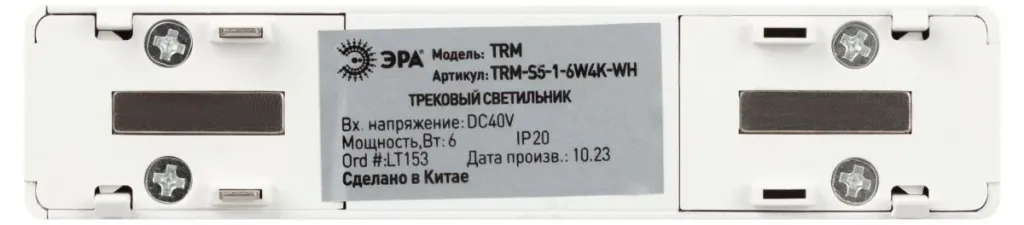 ЭРА® Модель: TRM
Артикул: TRM-S5-1-6W4K-WH
ТРЕКОВЫЙ СВЕТИЛЬНИК
Вх. напряжение: DC40V
Мощность,Вт: 6 IP20
Ord #:LT153 Дата произв.: 10.23
Сделано в Китае